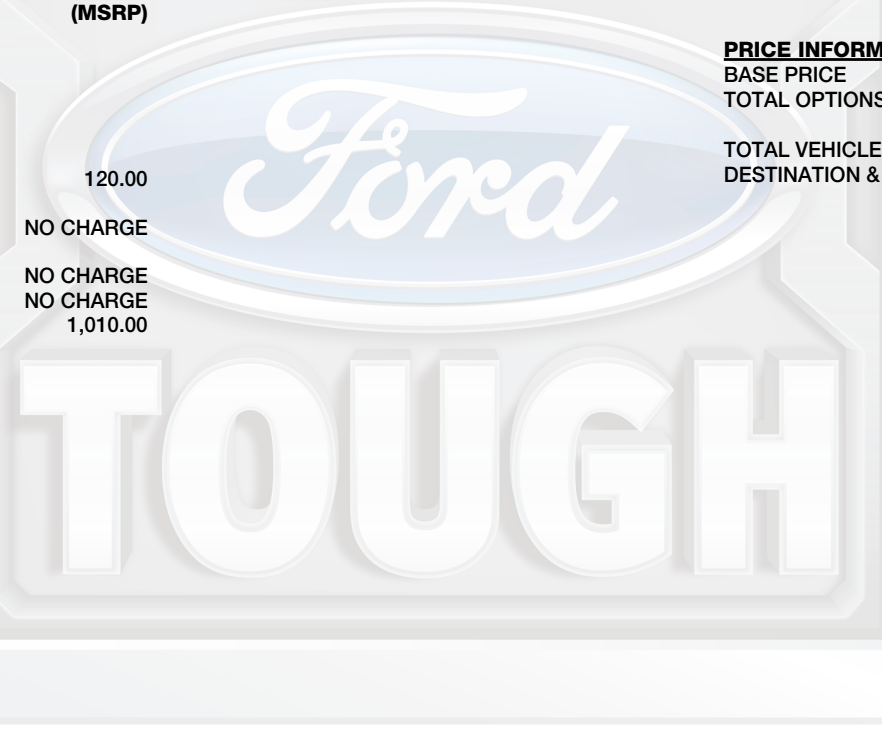 (MSRP)
120.00
NO CHARGE
NO CHARGE
NO CHARGE
1,010.00
PRICE INFORM
BASE PRICE
TOTAL OPTIONS
TOTAL VEHICLE
DESTINATION &
Ford
TOUGH